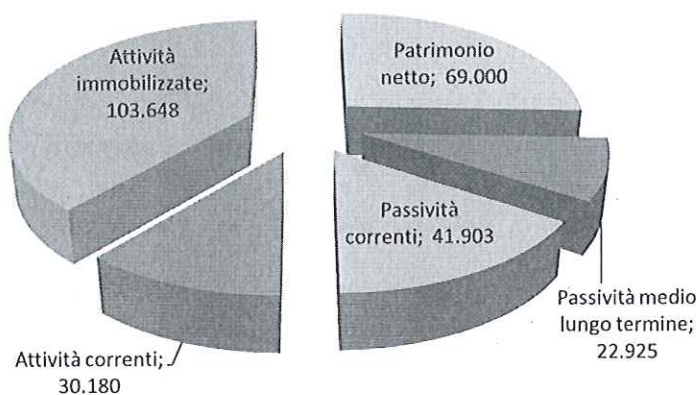 Attività
immobilizzate;
103.648
Patrimonio
netto; 69.000
Passività
correnti; 41.903
Passività medio
lungo termine;
22.925
Attività correnti;
30.180